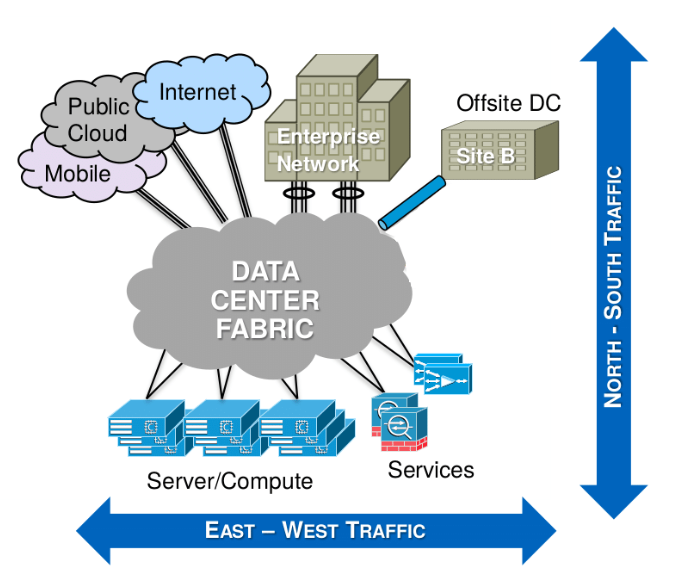 Internet
Public
Cloud
Mobile
Enterprise
Network
Offsite DC
Site B
DATA
CENTER
FABRIC
Server/Compute
Services
EAST – WEST TRAFFIC
NORTH - SOUTH TRAFFIC